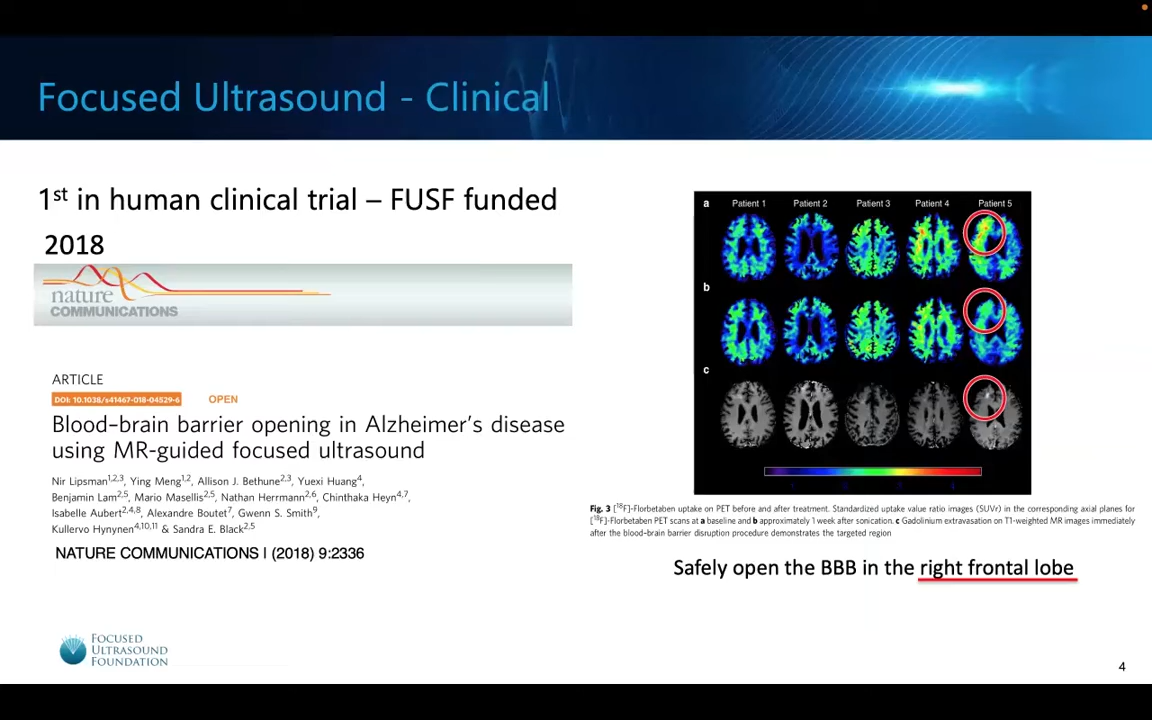 Focused Ultrasound - Clinical
1st in human clinical trial – FUSF funded
2018
nature
COMMUNICATIONS
ARTICLE
DOI: 10.1038/s41467-018-04529-6 OPEN
Blood–brain barrier opening in Alzheimer's disease
using MR-guided focused ultrasound
Nir Lipsman1,2,3, Ying Meng1,2, Allison J. Bethune2,3, Yuexi Huang4,
Benjamin Lam2,5, Mario Masellis2,5, Nathan Herrmann2,6, Chinthaka Heyn4,7,
Isabelle Aubert2,4,8, Alexandre Boutet7, Gwenn S. Smith9,
Kullervo Hynynen4,10,11 & Sandra E. Black2,5
NATURE COMMUNICATIONS | (2018) 9:2336
a Patient 1 Patient 2 Patient 3 Patient 4 Patient 5
b
c
1 2 3 4
Fig. 3 [18F]-Florbetaben uptake on PET before and after treatment. Standardized uptake value ratio images (SUVr) in the corresponding axial planes for
[18F]-Florbetaben PET scans at a baseline and b approximately 1 week after sonication. c Gadolinium extravasation on T1-weighted MR images immediately
after the blood-brain barrier disruption procedure demonstrates the targeted region
Safely open the BBB in the right frontal lobe
FOCUSED
ULTRASOUND
FOUNDATION
4